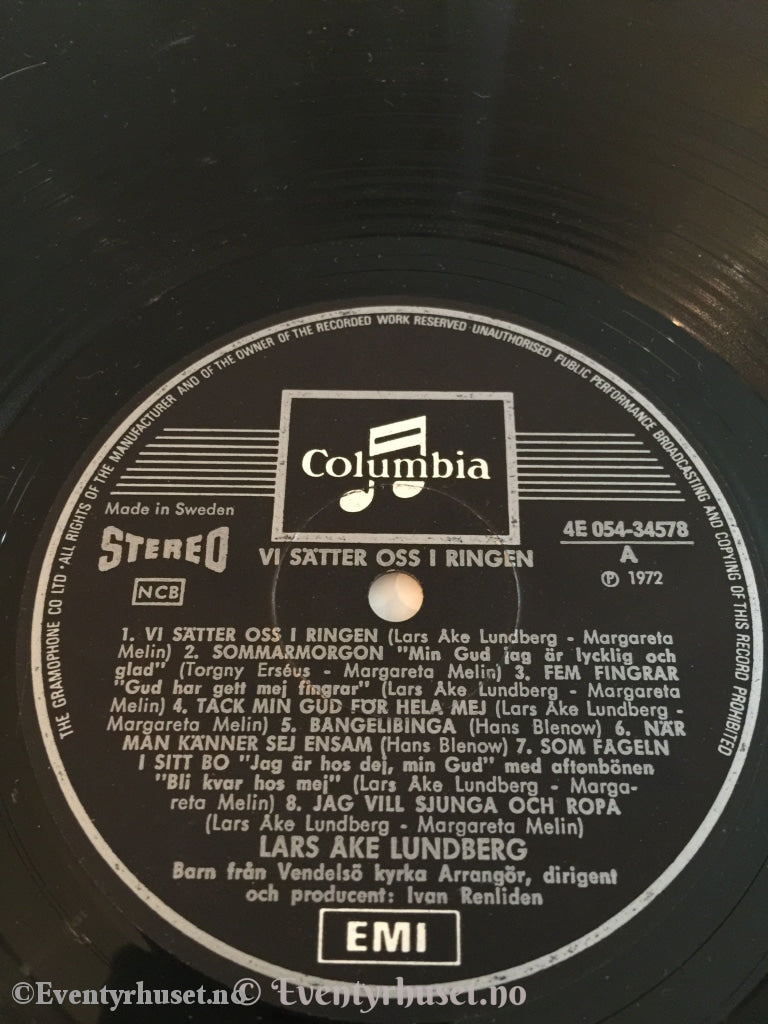 THE GRAMOPHONE CO LTD · ALL RIGHTS OF THE MANUFACTURER AND OF THE OWNER OF THE RECORDED WORK RESERVED · UNAUTHORISED PUBLIC PERFORMANCE BROADCASTING AND COPYING OF THIS RECORD PROHIBITED
Columbia
Made in Sweden
STEREO
NCB
4E 054-34578
A
℗ 1972
VI SÄTTER OSS I RINGEN
1. VI SÄTTER OSS I RINGEN (Lars Åke Lundberg - Margareta
Melin) 2. SOMMARMORGON "Min Gud jag är lycklig och
glad" (Torgny Erséus - Margareta Melin) 3. FEM FINGRAR
"Gud har gett mej fingrar" (Lars Åke Lundberg - Margareta
Melin) 4. TACK MIN GUD FÖR HELA MEJ (Lars Åke Lundberg -
Margareta Melin) 5. BANGELIBINGA (Hans Blenow) 6. NÄR
MAN KÄNNER SEJ ENSAM (Hans Blenow) 7. SOM FÅGELN
I SITT BO "Jag är hos dej, min Gud" med aftonbönen
"Bli kvar hos mej" (Lars Åke Lundberg - Marga-
reta Melin) 8. JAG VILL SJUNGA OCH ROPA
(Lars Åke Lundberg - Margareta Melin)
LARS ÅKE LUNDBERG
Barn från Vendelsö kyrka Arrangör, dirigent
och producent: Ivan Renliden
EMI
©Eventyrhuset.no
© Eventyrhuset.no